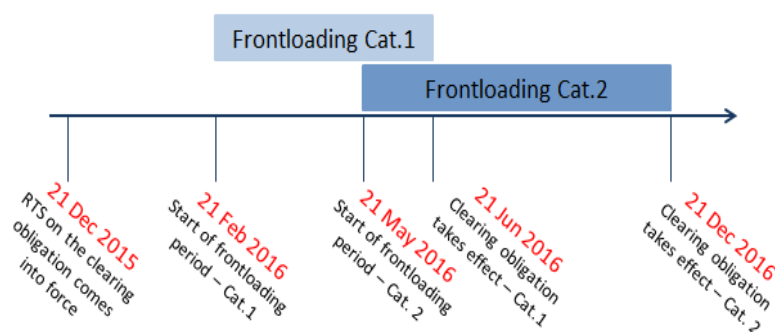 Frontloading Cat.1
Frontloading Cat.2
21 Dec 2015
RTS on the clearing
obligation comes
into force
21 Feb 2016
Start of frontloading
period – Cat.1
21 May 2016
Start of frontloading
period – Cat. 2
21 Jun 2016
Clearing obligation
takes effect – Cat. 1
21 Dec 2016
Clearing obligation
takes effect – Cat. 2